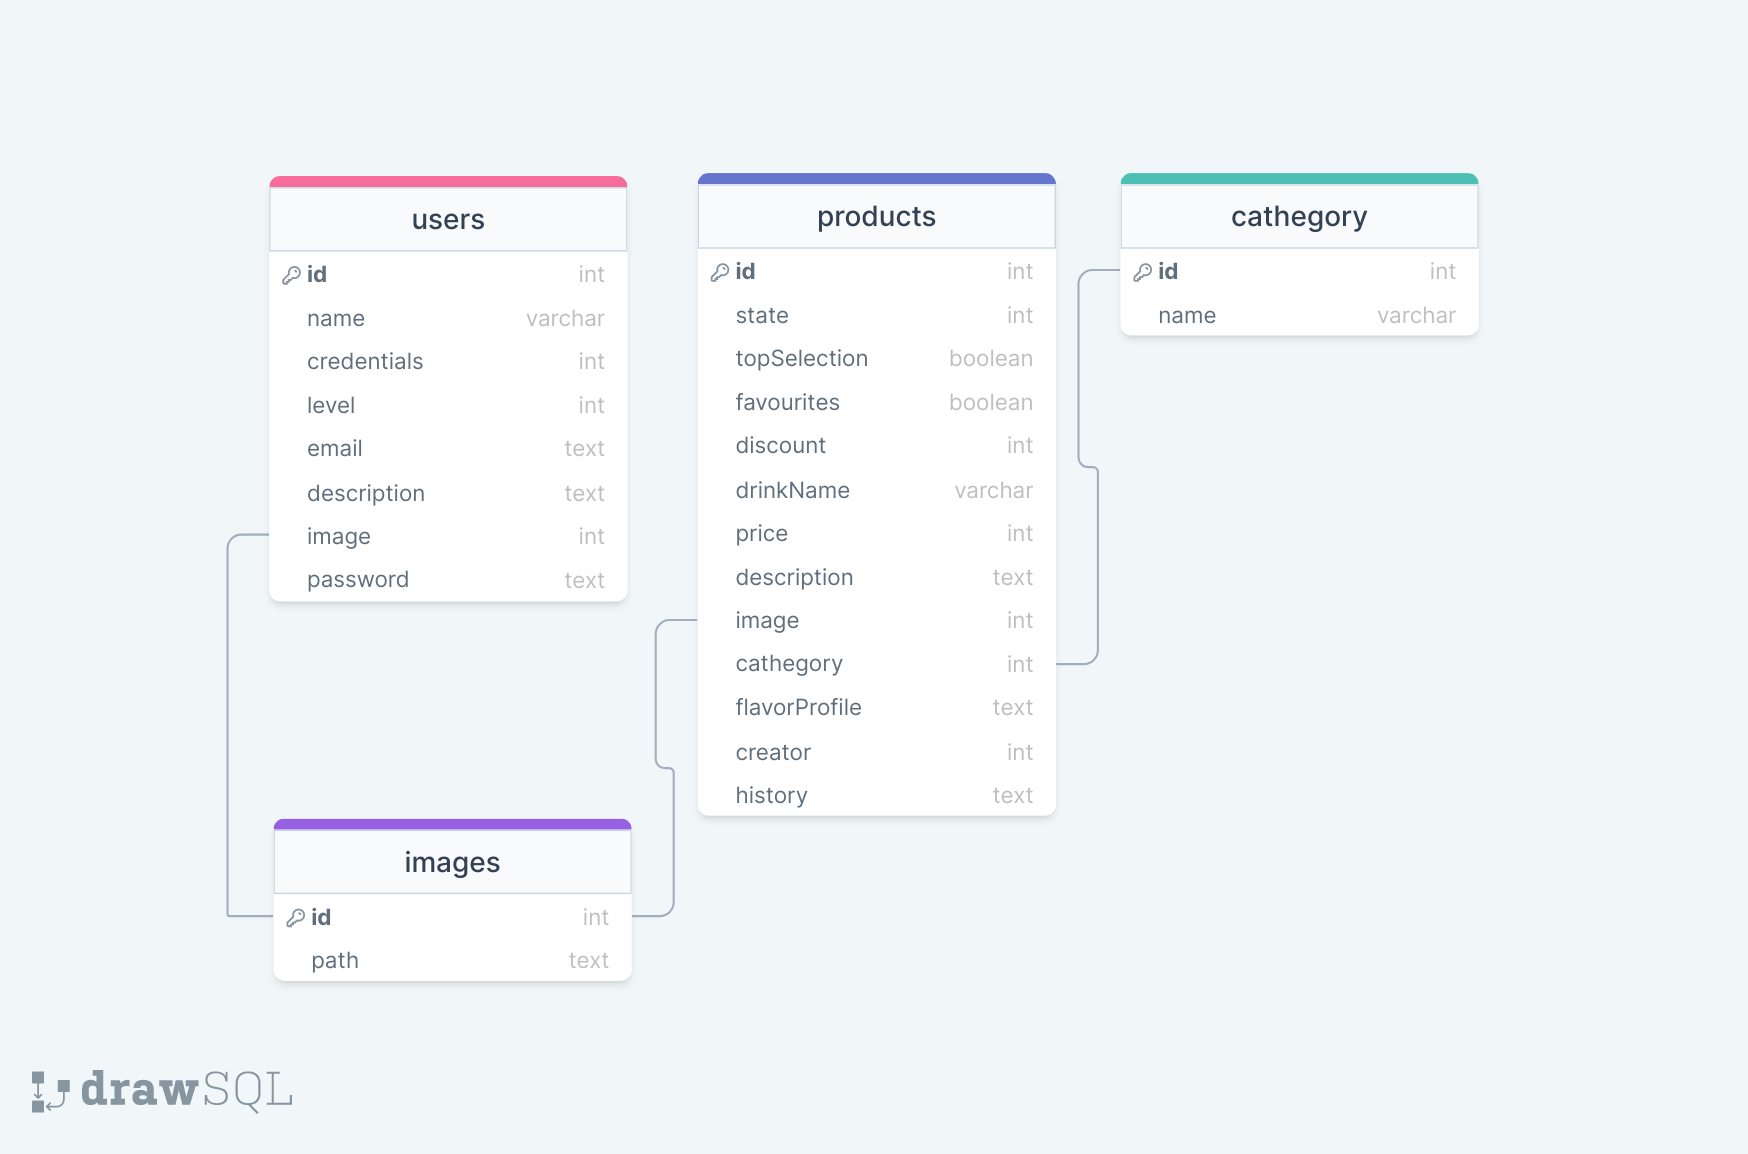 users
id int
name varchar
credentials int
level int
email text
description text
image int
password text
products
id int
state int
topSelection boolean
favourites boolean
discount int
drinkName varchar
price int
description text
image int
cathegory int
flavorProfile text
creator int
history text
cathegory
id int
name varchar
images
id int
path text
drawSQL